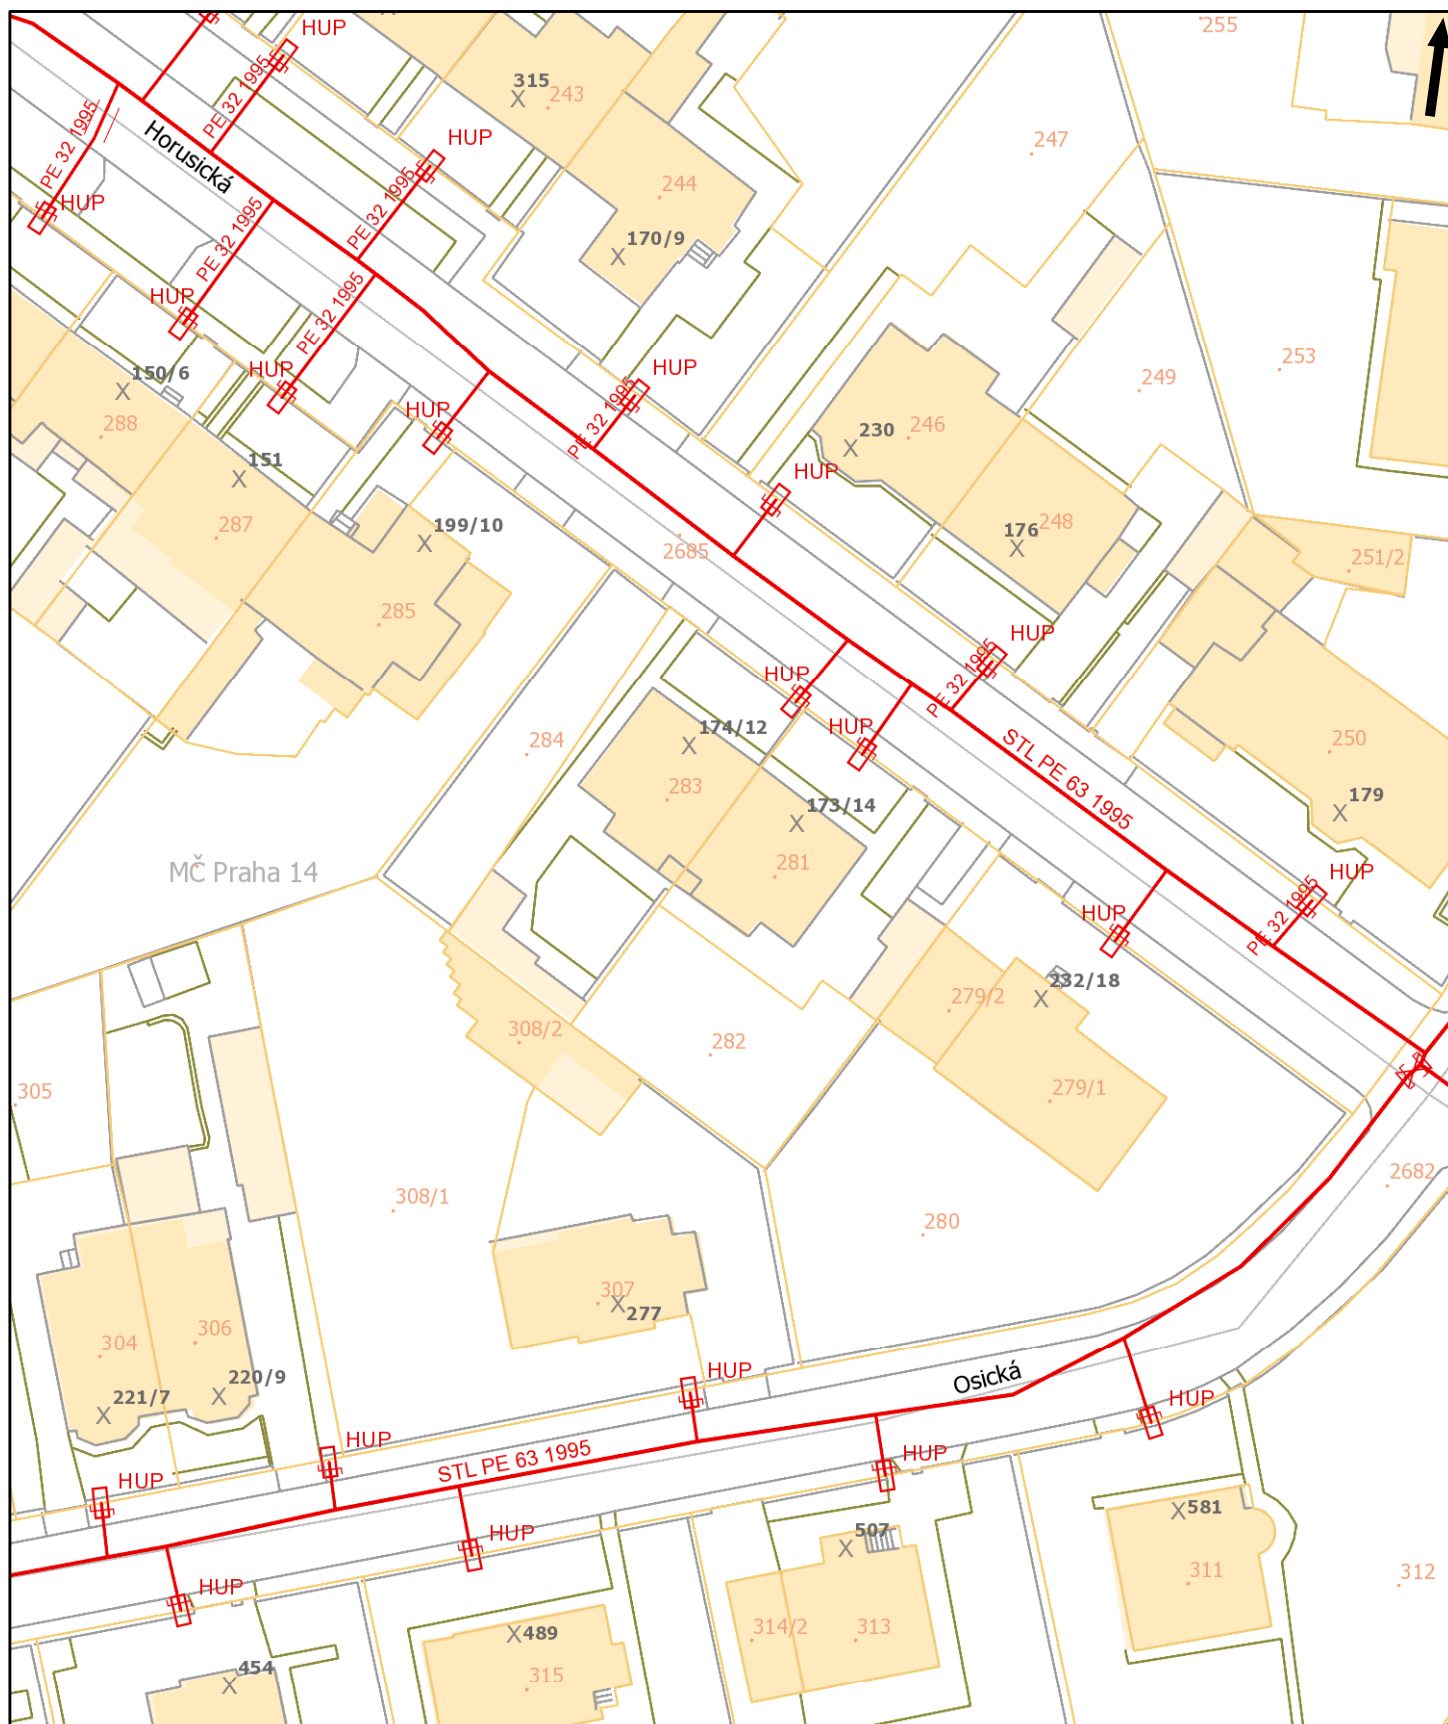 HUP
255
315
243
PE 32 1995
PE 32 1995
Horusická
HUP
247
244
PE 32 1995
HUP
PE 32 1995
170/9
HUP
PE 32 1995
253
150/6
HUP
HUP
249
288
HUP
PE 32 1995
230
246
151
HUP
287
199/10
2685
176
248
251/2
285
HUP
PE 32 1995
HUP
174/12
HUP
284
STL PE 63 1995
250
283
173/14
179
MČ Praha 14
281
HUP
PE 32 1995
HUP
232/18
279/2
308/2
282
305
279/1
2682
308/1
280
307
277
306
304
220/9
221/7
HUP
Osická
HUP
HUP
STL PE 63 1995
HUP
HUP
HUP
581
507
HUP
311
312
314/2
313
489
454
315